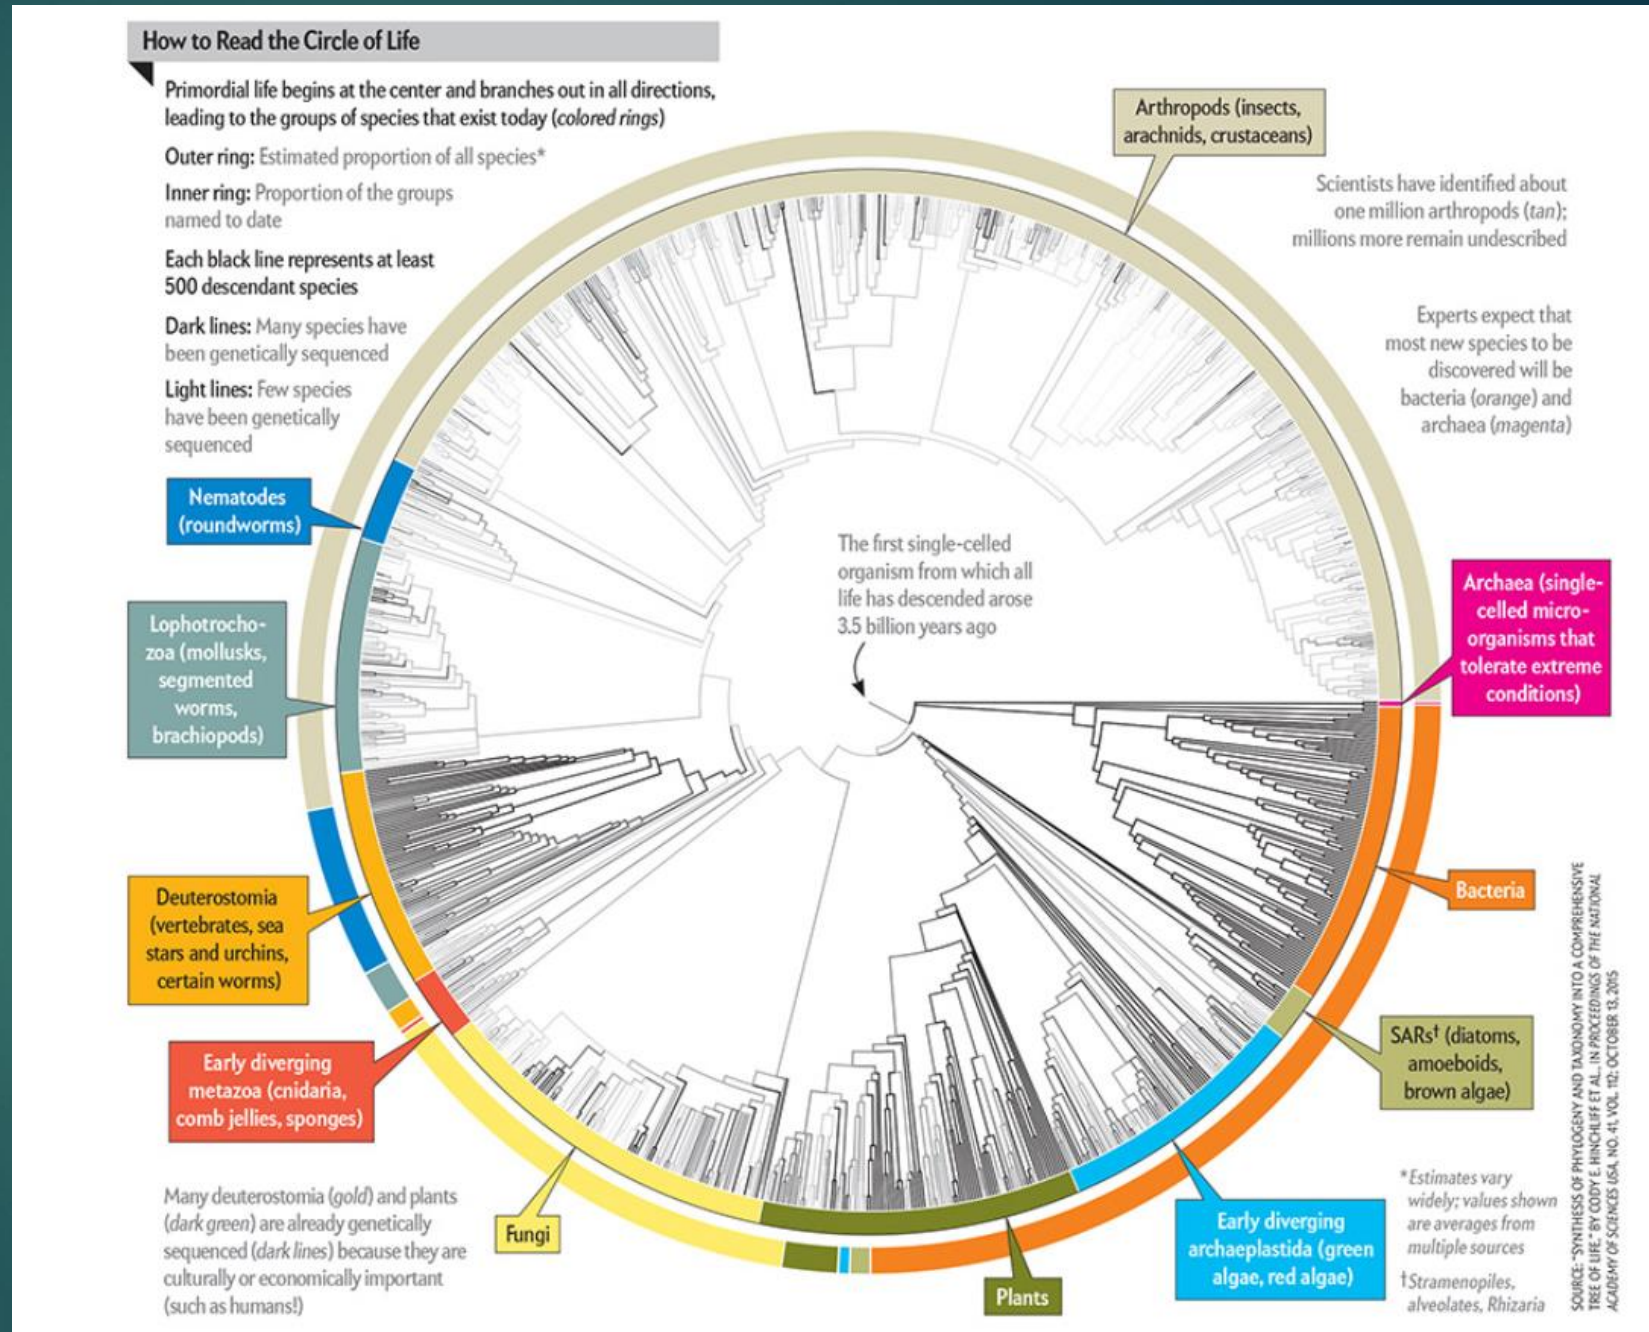 How to Read the Circle of Life
Primordial life begins at the center and branches out in all directions,
leading to the groups of species that exist today (colored rings)
Outer ring: Estimated proportion of all species*
Inner ring: Proportion of the groups
named to date
Each black line represents at least
500 descendant species
Dark lines: Many species have
been genetically sequenced
Light lines: Few species
have been genetically
sequenced
Arthropods (insects,
arachnids, crustaceans)
Scientists have identified about
one million arthropods (tan);
millions more remain undescribed
Experts expect that
most new species to be
discovered will be
bacteria (orange) and
archaea (magenta)
Nematodes
(roundworms)
The first single-celled
organism from which all
life has descended arose
3.5 billion years ago
Archaea (single-
celled micro-
organisms that
tolerate extreme
conditions)
Lophotrocho-
zoa (mollusks,
segmented
worms,
brachiopods)
Deuterostomia
(vertebrates, sea
stars and urchins,
certain worms)
Bacteria
Early diverging
metazoa (cnidaria,
comb jellies, sponges)
SARs† (diatoms,
amoeboids,
brown algae)
Many deuterostomia (gold) and plants
(dark green) are already genetically
sequenced (dark lines) because they are
culturally or economically important
(such as humans!)
Fungi
Plants
Early diverging
archaeplastida (green
algae, red algae)
*Estimates vary
widely; values shown
are averages from
multiple sources
†Stramenopiles,
alveolates, Rhizaria
SOURCE: "SYNTHESIS OF PHYLOGENY AND TAXONOMY INTO A COMPREHENSIVE
TREE OF LIFE," BY CODY E. HINCHLIFF ET AL., IN PROCEEDINGS OF THE NATIONAL
ACADEMY OF SCIENCES USA, NO. 41, VOL. 112; OCTOBER 13, 2015